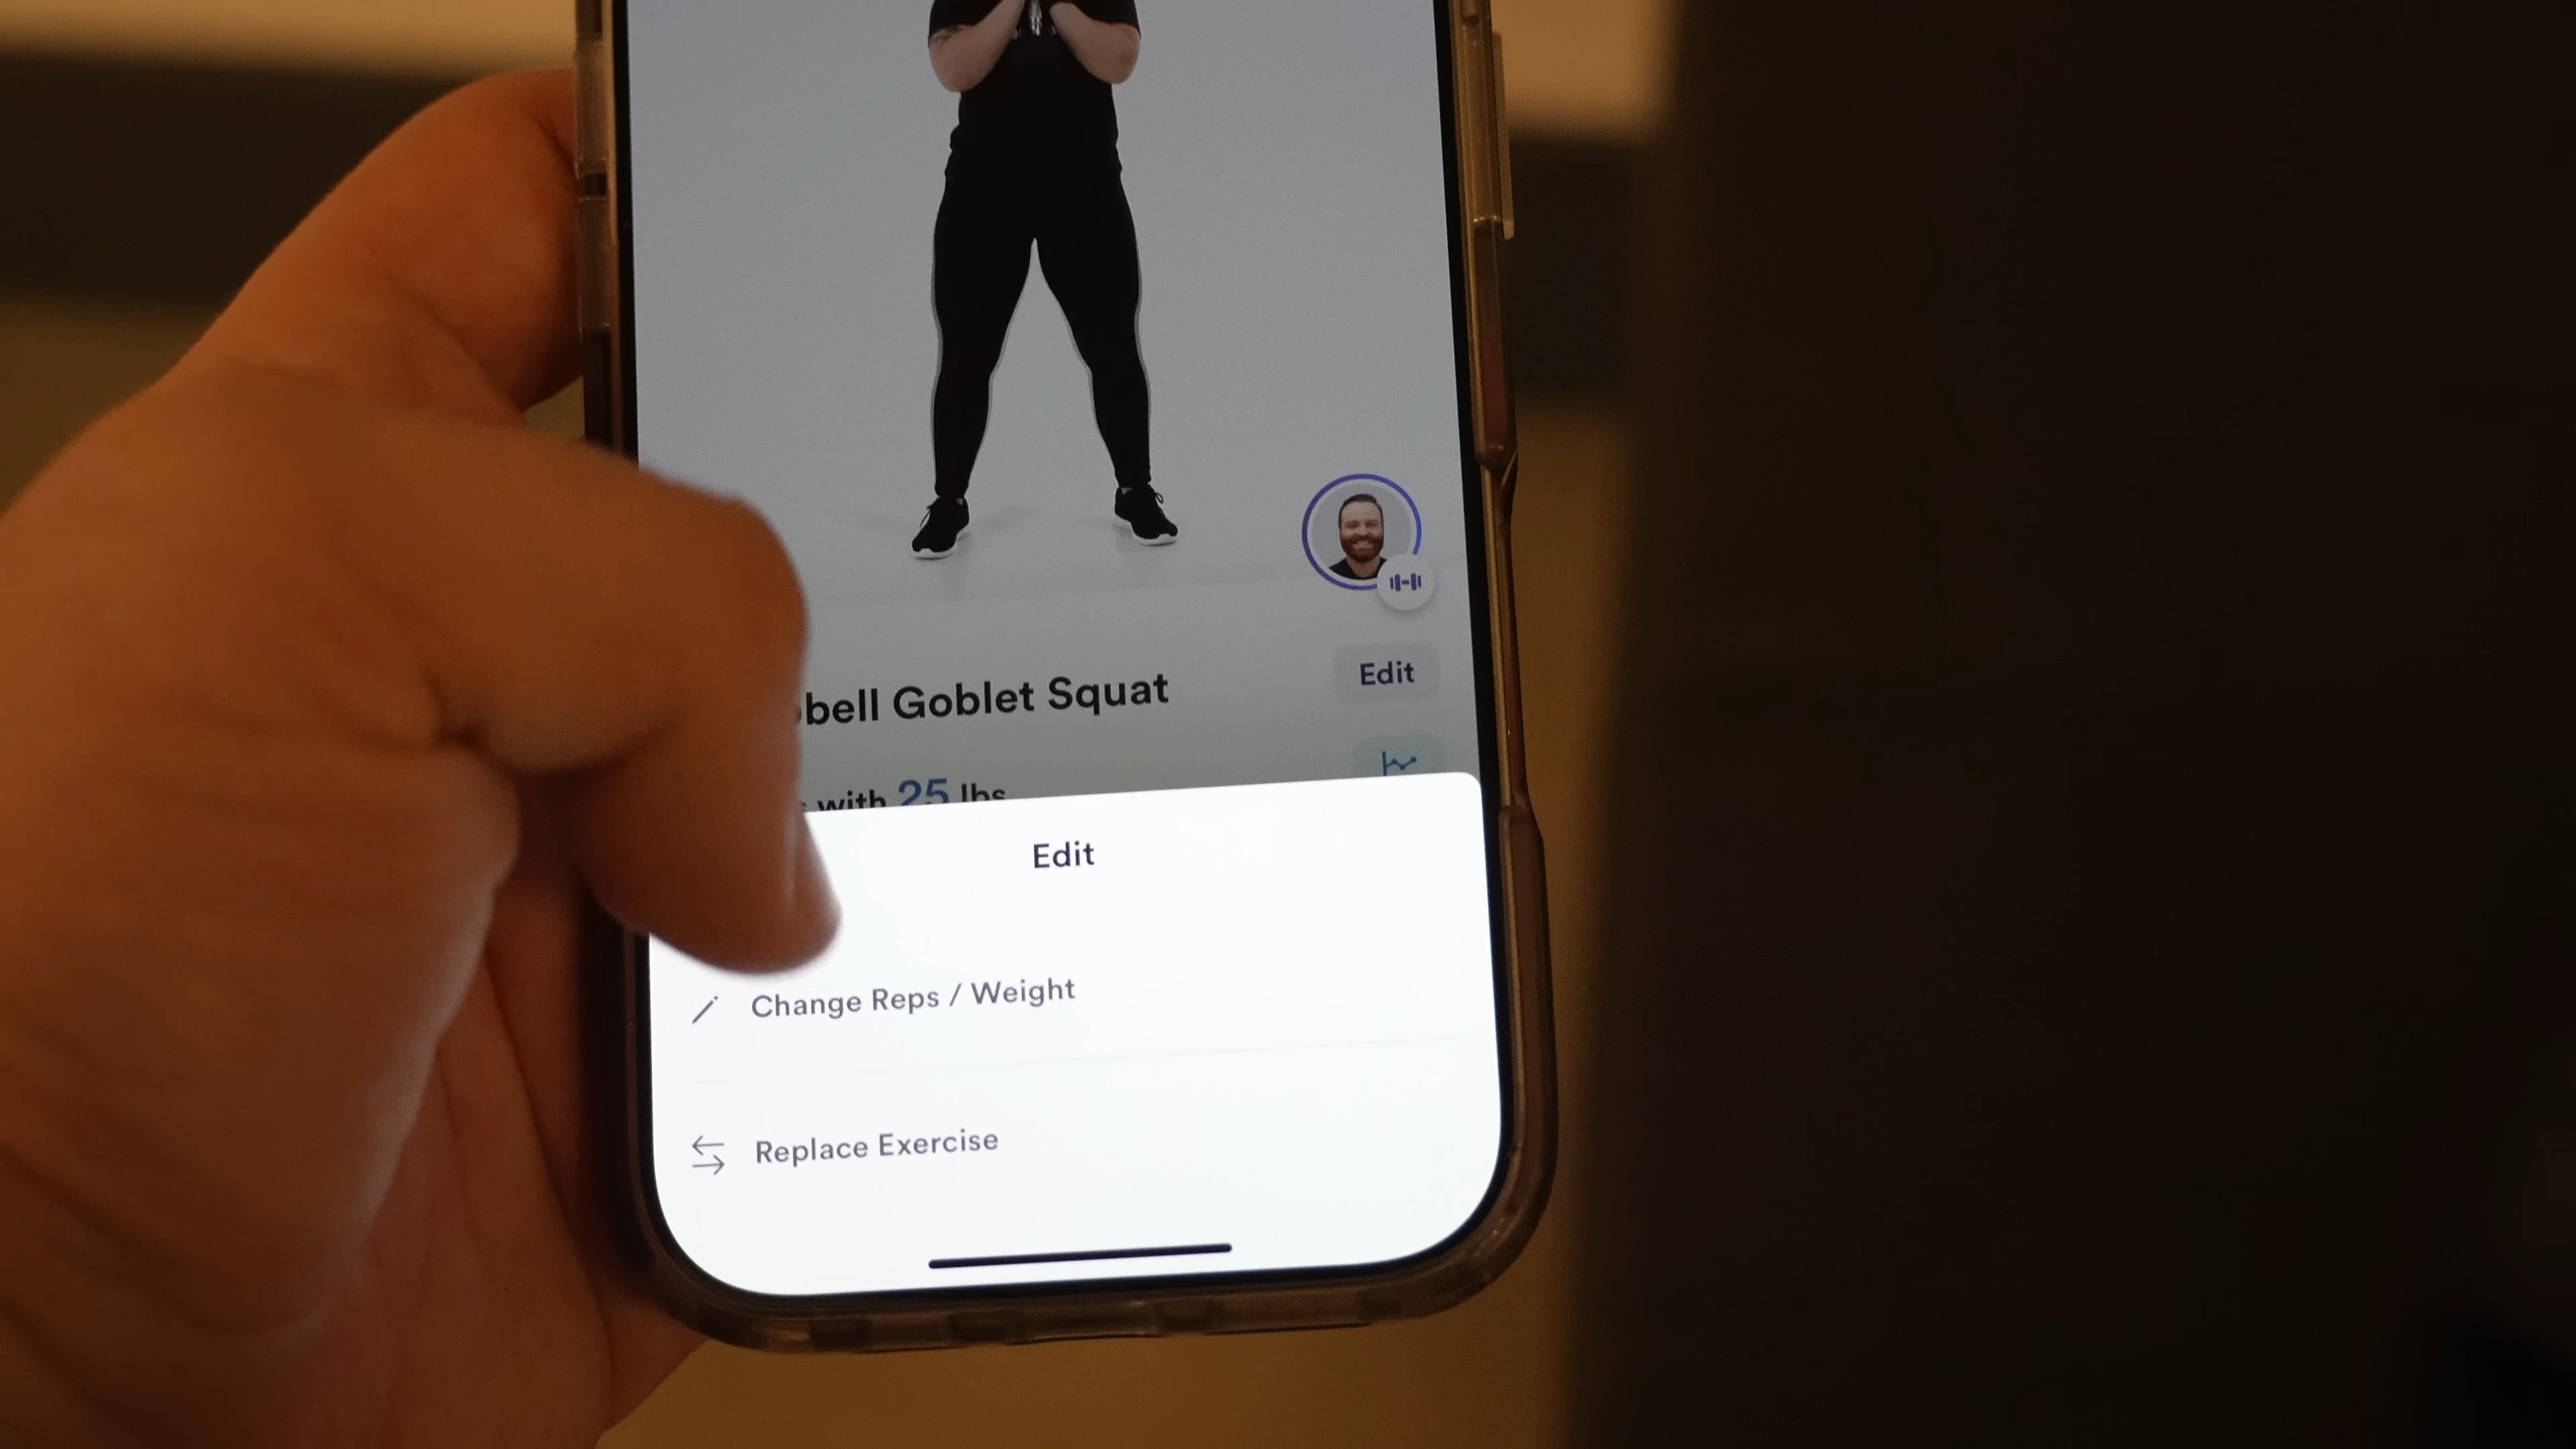 bell Goblet Squat
Edit
with 25 lbs
Edit
Change Reps / Weight
Replace Exercise